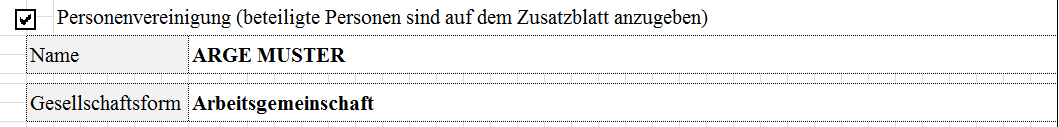 Personenvereinigung (beteiligte Personen sind auf dem Zusatzblatt anzugeben)
Name ARGE MUSTER
Gesellschaftsform Arbeitsgemeinschaft